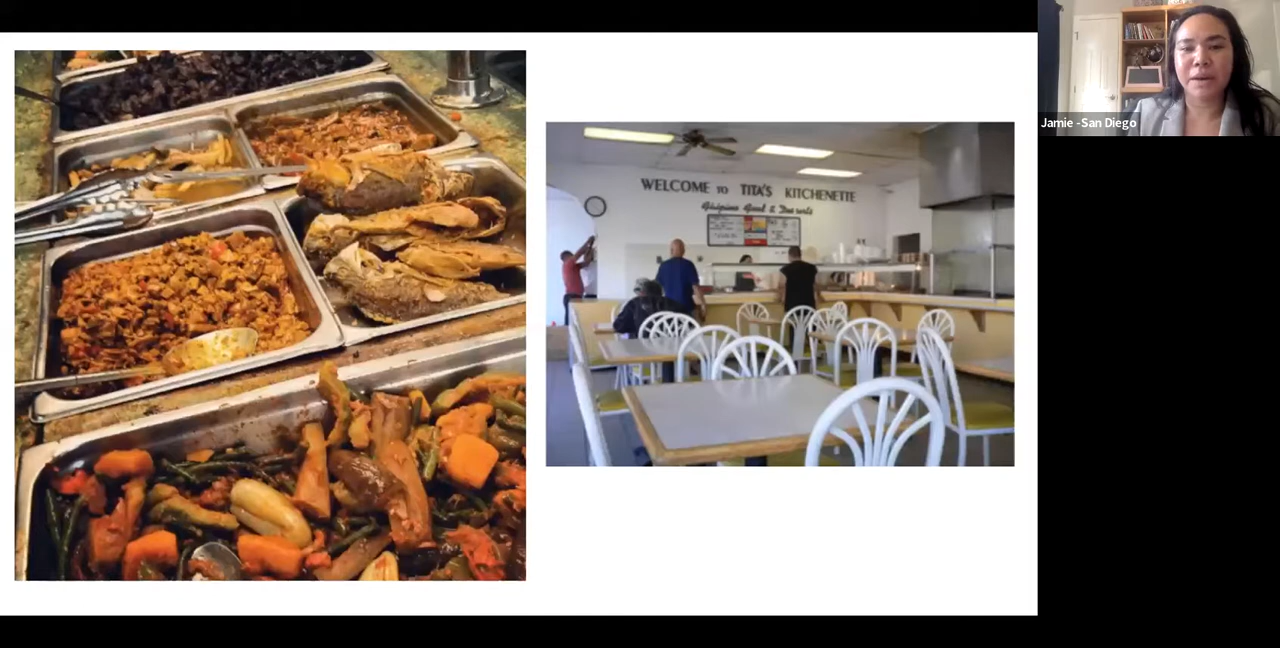 WELCOME TO TITA'S KITCHENETTE
Filipino Food & Desserts
Jamie -San Diego